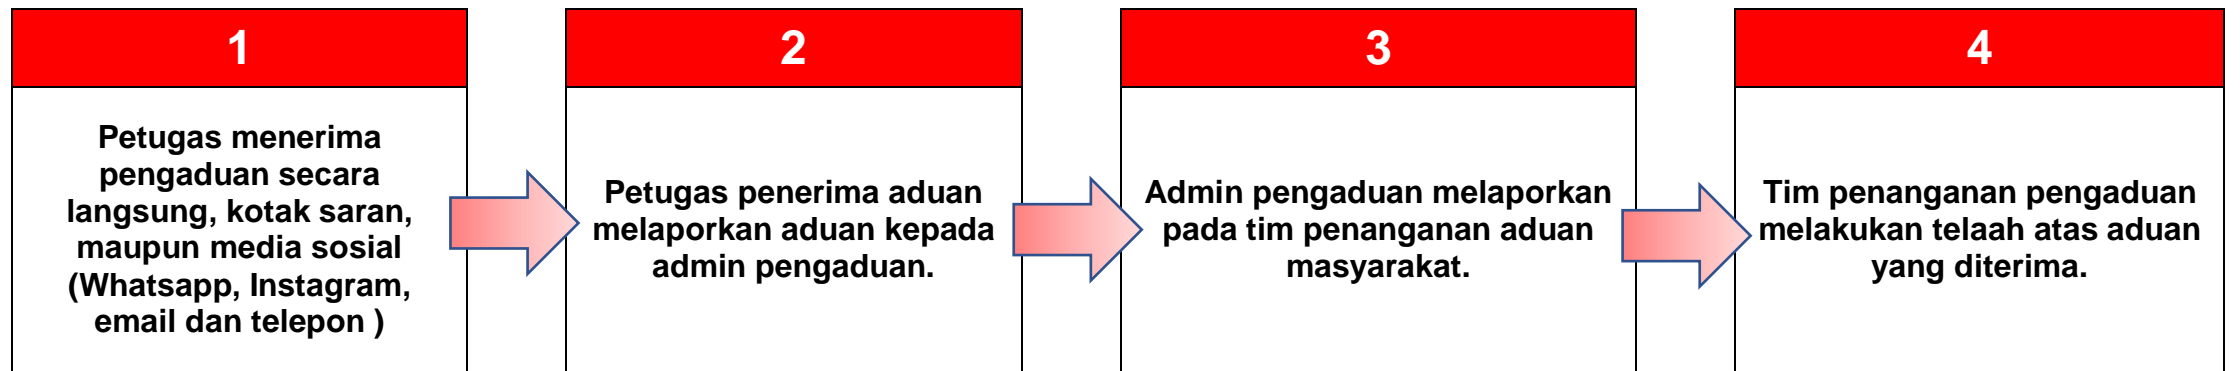 1
Petugas menerima
pengaduan secara
langsung, kotak saran,
maupun media sosial
(Whatsapp, Instagram,
email dan telepon )
2
Petugas penerima aduan
melaporkan aduan kepada
admin pengaduan.
3
Admin pengaduan melaporkan
pada tim penanganan aduan
masyarakat.
4
Tim penanganan pengaduan
melakukan telaah atas aduan
yang diterima.